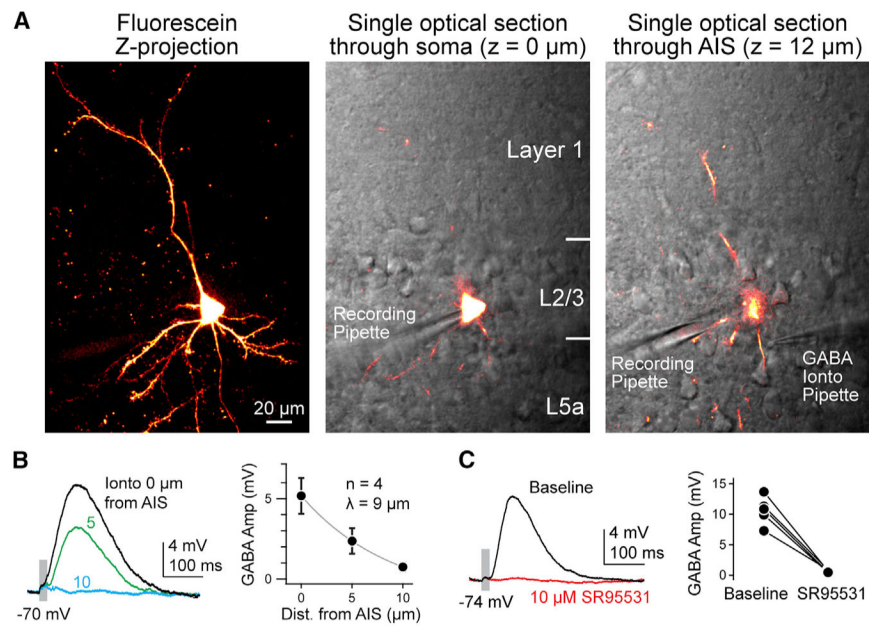 A
Fluorescein
Z-projection
Single optical section
through soma (z = 0 μm)
Single optical section
through AIS (z = 12 μm)
Layer 1
L2/3
L5a
Recording
Pipette
20 μm
Recording
Pipette
GABA
Ionto
Pipette
B
Ionto 0 μm
from AIS
5
10
4 mV
100 ms
-70 mV
GABA Amp (mV)
5
0
n = 4
λ = 9 μm
0 5 10
Dist. from AIS (μm)
C
Baseline
4 mV
100 ms
-74 mV
10 μM SR95531
GABA Amp (mV)
15
10
5
0
Baseline SR95531